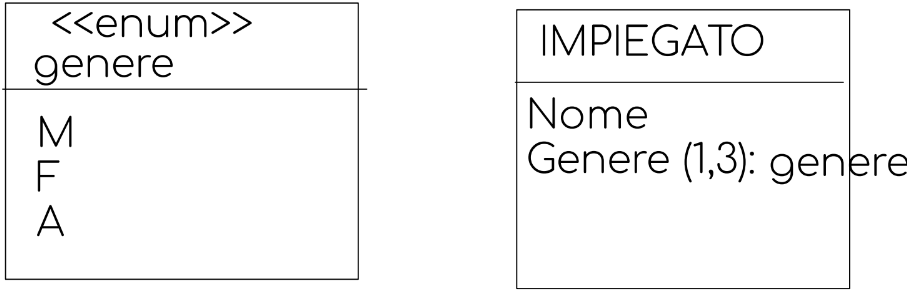 <<enum>>
genere
M
F
A
IMPIEGATO
Nome
Genere (1,3): genere